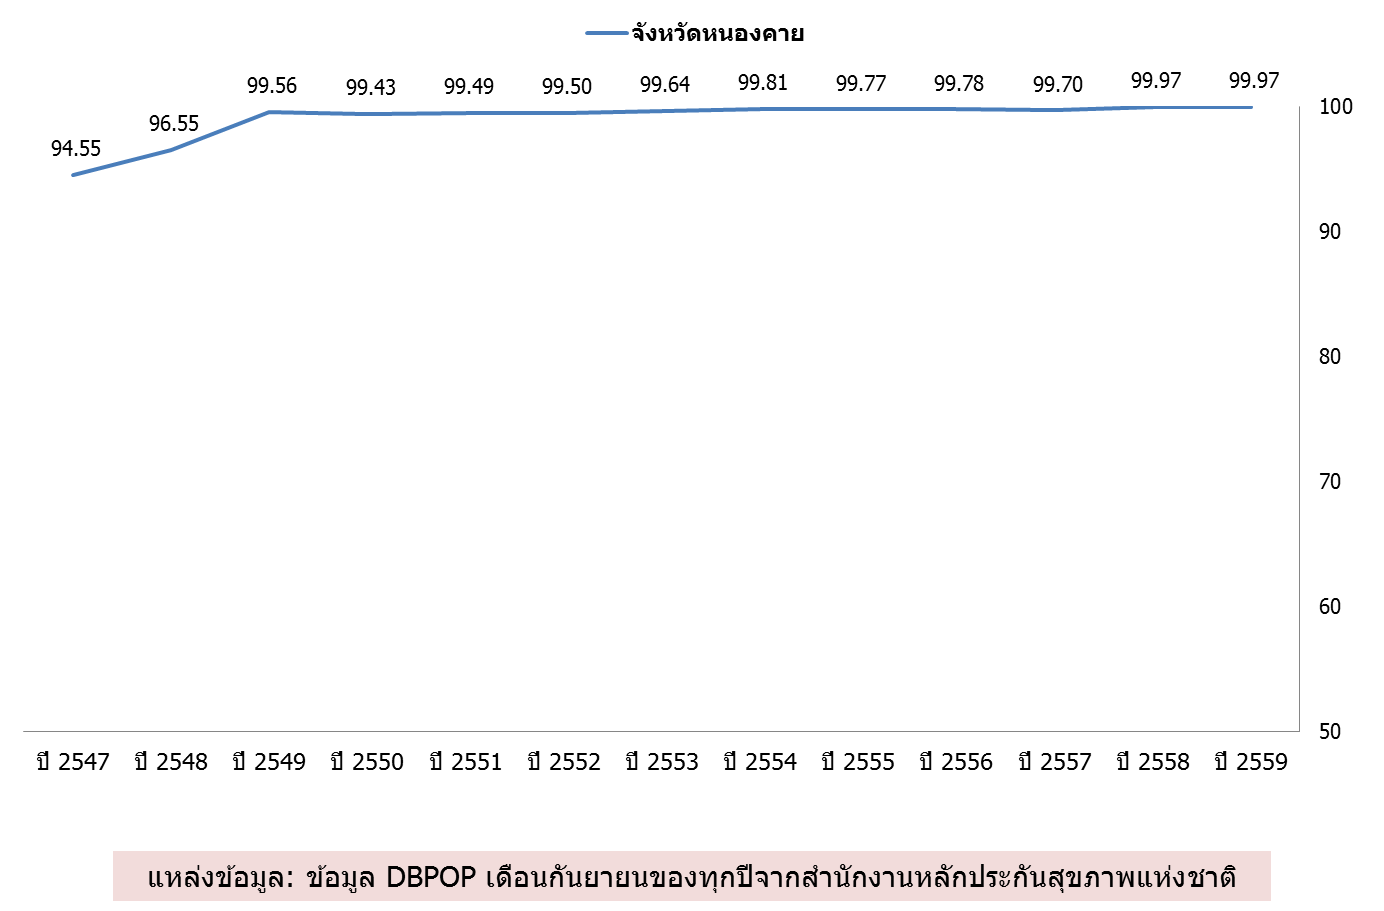 จังหวัดหนองคาย
94.55 96.55 99.56 99.43 99.49 99.50 99.64 99.81 99.77 99.78 99.70 99.97 99.97
100
90
80
70
60
50
ปี 2547 ปี 2548 ปี 2549 ปี 2550 ปี 2551 ปี 2552 ปี 2553 ปี 2554 ปี 2555 ปี 2556 ปี 2557 ปี 2558 ปี 2559
แหล่งข้อมูล: ข้อมูล DBPOP เดือนกันยายนของทุกปีจากสำนักงานหลักประกันสุขภาพแห่งชาติ